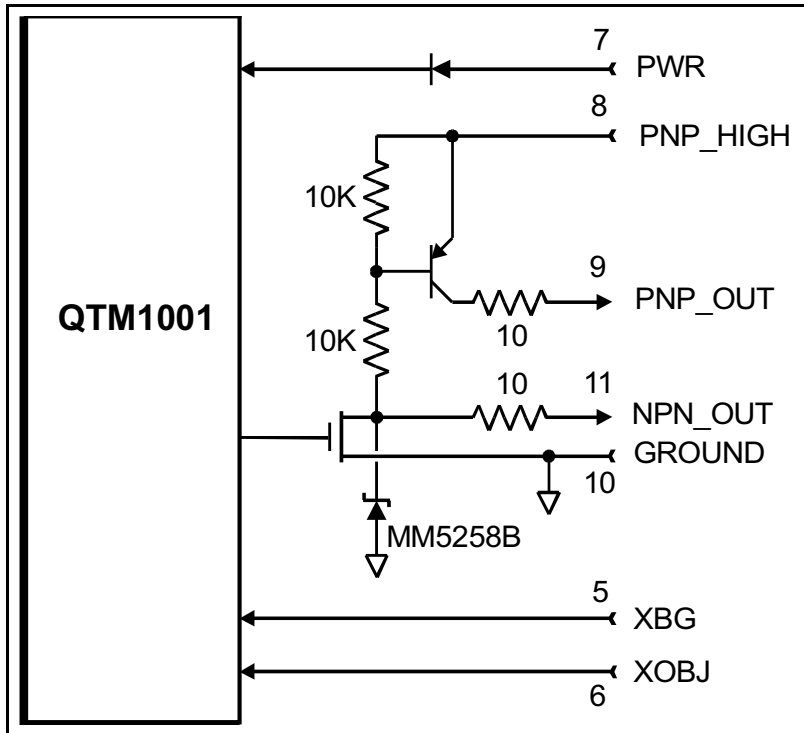 7
PWR
8
PNP_HIGH
10K
9
QTM1001
PNP_OUT
10K
10
10
11
NPN_OUT
GROUND
10
MM5258B
5
XBG
XOBJ
6